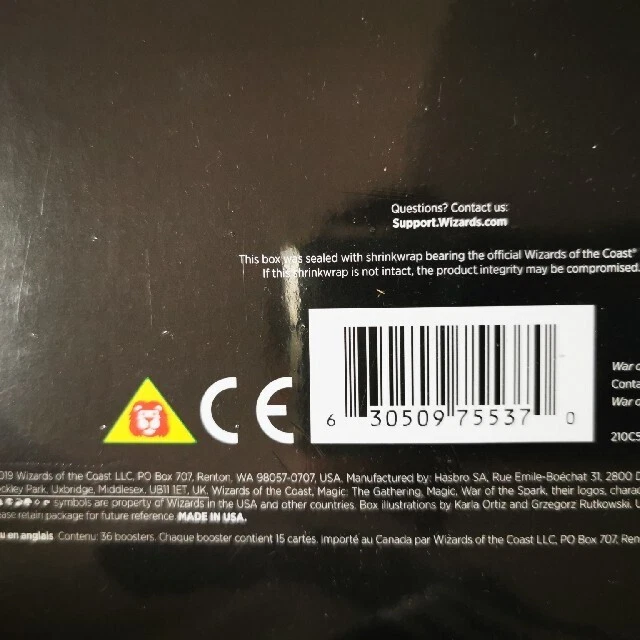 Questions? Contact us:
Support.Wizards.com
This box was sealed with shrinkwrap bearing the official Wizards of the Coast®
If this shrinkwrap is not intact, the product integrity may be compromised.
CE
6 30509 75537 0
War
Conta
War
210C
019 Wizards of the Coast LLC, PO Box 707, Renton, WA 98057-0707, USA. Manufactured by: Hasbro SA, Rue Emile-Boéchat 31, 2800 D
ckley Park, Uxbridge, Middlesex, UB11 1ET, UK. Wizards of the Coast, Magic: The Gathering, Magic, War of the Spark, their logos, charac
symbols are property of Wizards in the USA and other countries. Box illustrations by Karla Ortiz and Grzegorz Rutkowski. U
ease retain package for future reference. MADE IN USA.
u en anglais Contenu: 36 boosters. Chaque booster contient 15 cartes. Importé au Canada par Wizards of the Coast LLC, PO Box 707, Ren